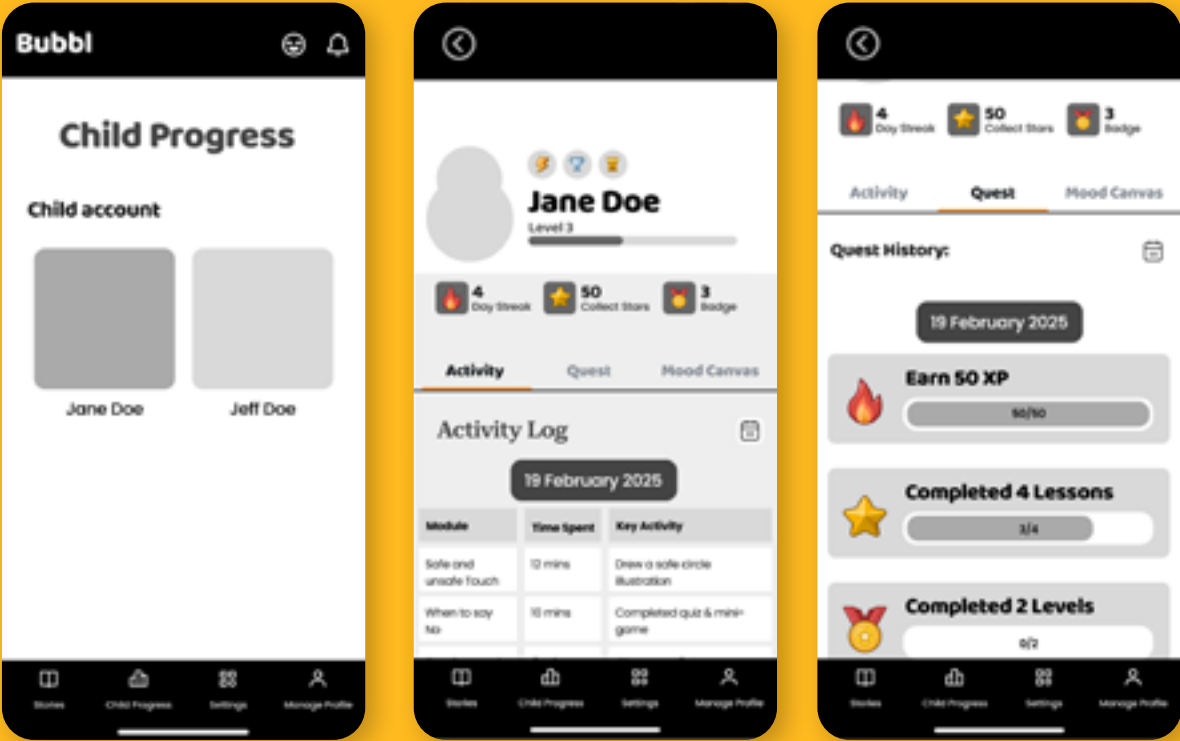 Bubbl
Child Progress
Child account
Jane Doe
Jeff Doe
Stories
Child Progress
Settings
Manage Profile
Jane Doe
Level 3
4
Day Streak
50
Collect Stars
3
Badge
Activity
Quest
Mood Canvas
Activity Log
19 February 2025
Module
Time Spent
Key Activity
Safe and
unsafe Touch
12 mins
Drew a safe circle
illustration
When to say
No
10 mins
Completed quiz & mini-
game
Stories
Child Progress
Settings
Manage Profile
4
Day Streak
50
Collect Stars
3
Badge
Activity
Quest
Mood Canvas
Quest History:
19 February 2025
Earn 50 XP
50/50
Completed 4 Lessons
3/4
Completed 2 Levels
0/2
Stories
Child Progress
Settings
Manage Profile